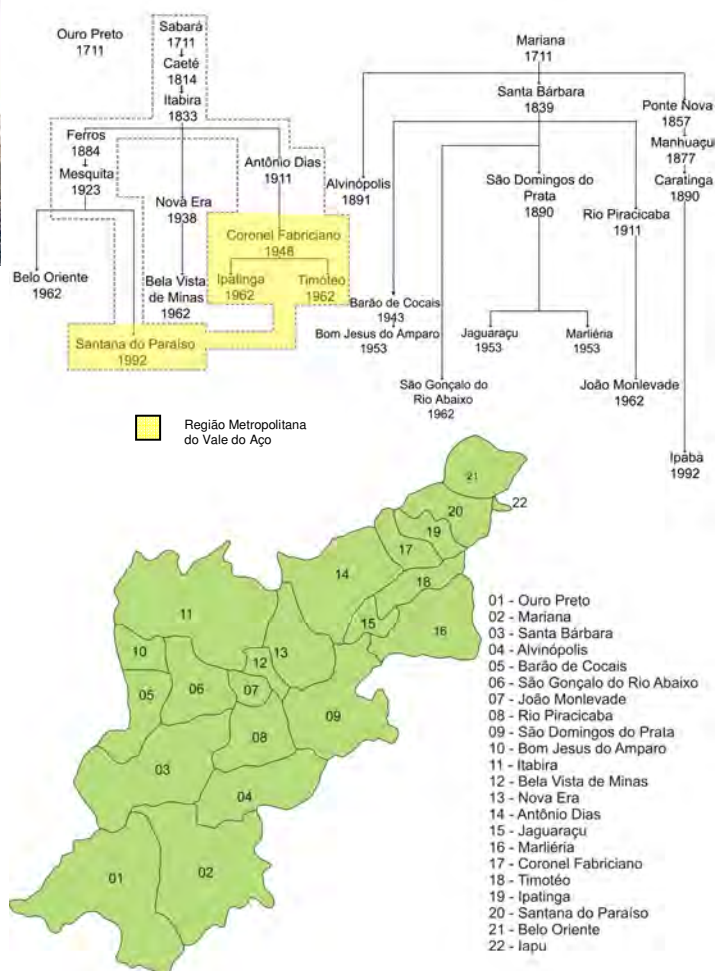 Ouro Preto
1711
Sabará
1711
Caeté
1814
Itabira
1833
Ferros
1884
Mesquita
1923
Nova Era
1938
Antônio Dias
1911
Coronel Fabriciano
1948
Ipatinga
1962
Timóteo
1962
Belo Oriente
1962
Bela Vista
de Minas
1962
Santana do Paraíso
1992
Mariana
1711
Santa Bárbara
1839
Ponte Nova
1857
Manhuaçu
1877
Caratinga
1890
Alvinópolis
1891
São Domingos do
Prata
1890
Rio Piracicaba
1911
Barão de Cocais
1943
Bom Jesus do Amparo
1953
Jaguaraçu
1953
Marliéria
1953
São Gonçalo do
Rio Abaixo
1962
João Monlevade
1962
Ipaba
1992
Região Metropolitana
do Vale do Aço
21
20
22
19
17
14
18
11
15
16
10
12
13
05
06
07
09
08
03
04
01
02
01 - Ouro Preto
02 - Mariana
03 - Santa Bárbara
04 - Alvinópolis
05 - Barão de Cocais
06 - São Gonçalo do Rio Abaixo
07 - João Monlevade
08 - Rio Piracicaba
09 - São Domingos do Prata
10 - Bom Jesus do Amparo
11 - Itabira
12 - Bela Vista de Minas
13 - Nova Era
14 - Antônio Dias
15 - Jaguaraçu
16 - Marliéria
17 - Coronel Fabriciano
18 - Timotéo
19 - Ipatinga
20 - Santana do Paraíso
21 - Belo Oriente
22 - Iapu